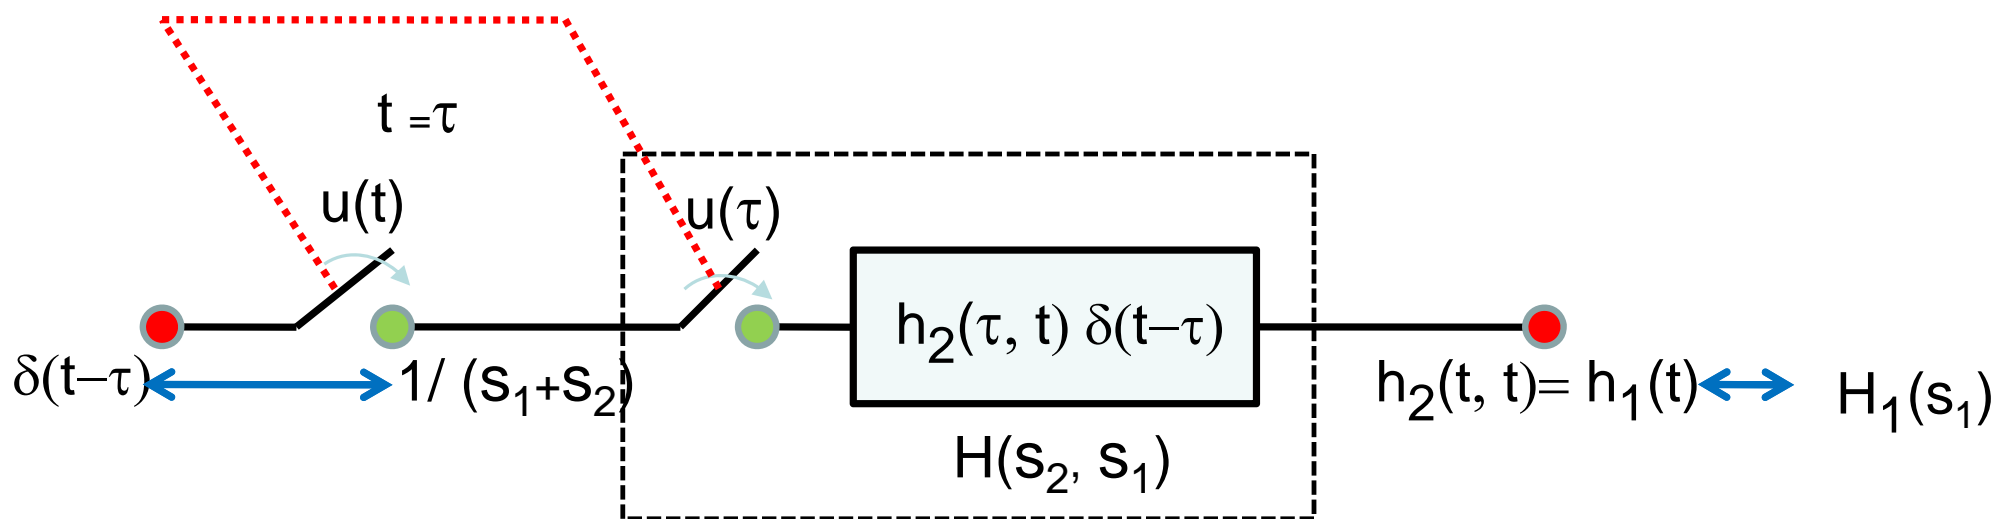 t =τ
u(t)
u(τ)
h₂(τ, t) δ(t−τ)
δ(t−τ)
1/ (s₁+s₂)
h₂(t, t)= h₁(t)
H₁(s₁)
H(s₂, s₁)